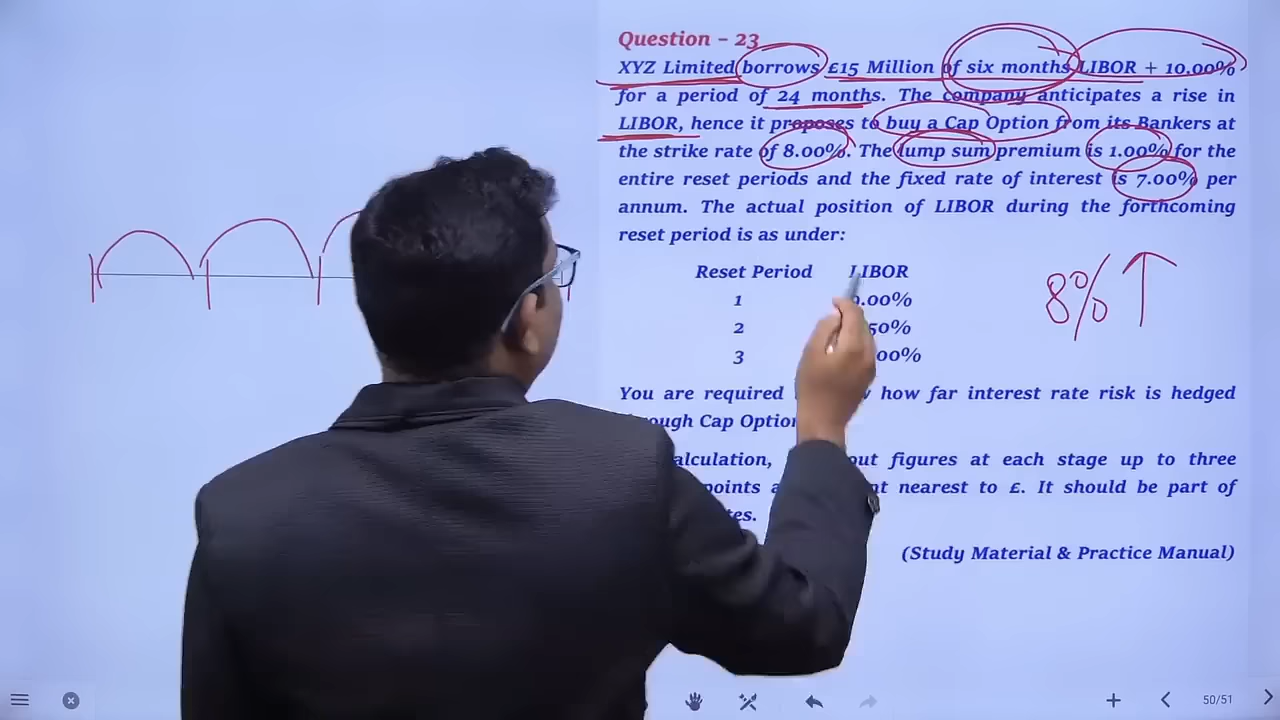 Question – 23
XYZ Limited borrows £15 Million of six months LIBOR + 10.00%
for a period of 24 months. The company anticipates a rise in
LIBOR, hence it proposes to buy a Cap Option from its Bankers at
the strike rate of 8.00%. The lump sum premium is 1.00% for the
entire reset periods and the fixed rate of interest is 7.00% per
annum. The actual position of LIBOR during the forthcoming
reset period is as under:
Reset Period LIBOR
1 .00%
2 50%
3 00%
8%
You are required how far interest rate risk is hedged
through Cap Option
alculation, out figures at each stage up to three
points nearest to £. It should be part of
(Study Material & Practice Manual)
50/51